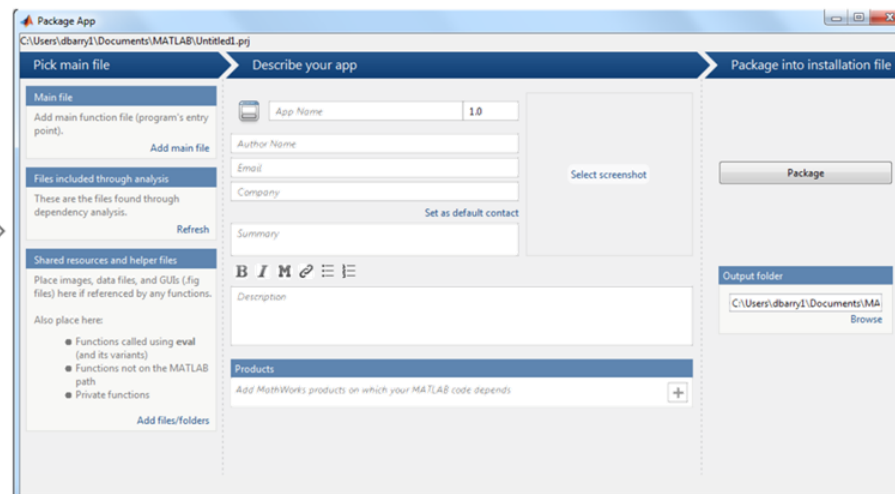 Package App
C:\Users\dbarry1\Documents\MATLAB\Untitled1.prj
Pick main file
Describe your app
Package into installation file
Main file
Add main function file (program's entry
point).
Add main file
Files included through analysis
These are the files found through
dependency analysis.
Refresh
Shared resources and helper files
Place images, data files, and GUIs (.fig
files) here if referenced by any functions.
Also place here:
Functions called using eval
(and its variants)
Functions not on the MATLAB
path
Private functions
Add files/folders
App Name
1.0
Author Name
Email
Company
Set as default contact
Summary
B I M
Description
Products
Add MathWorks products on which your MATLAB code depends
Select screenshot
Package
Output folder
C:\Users\dbarry1\Documents\MA
Browse